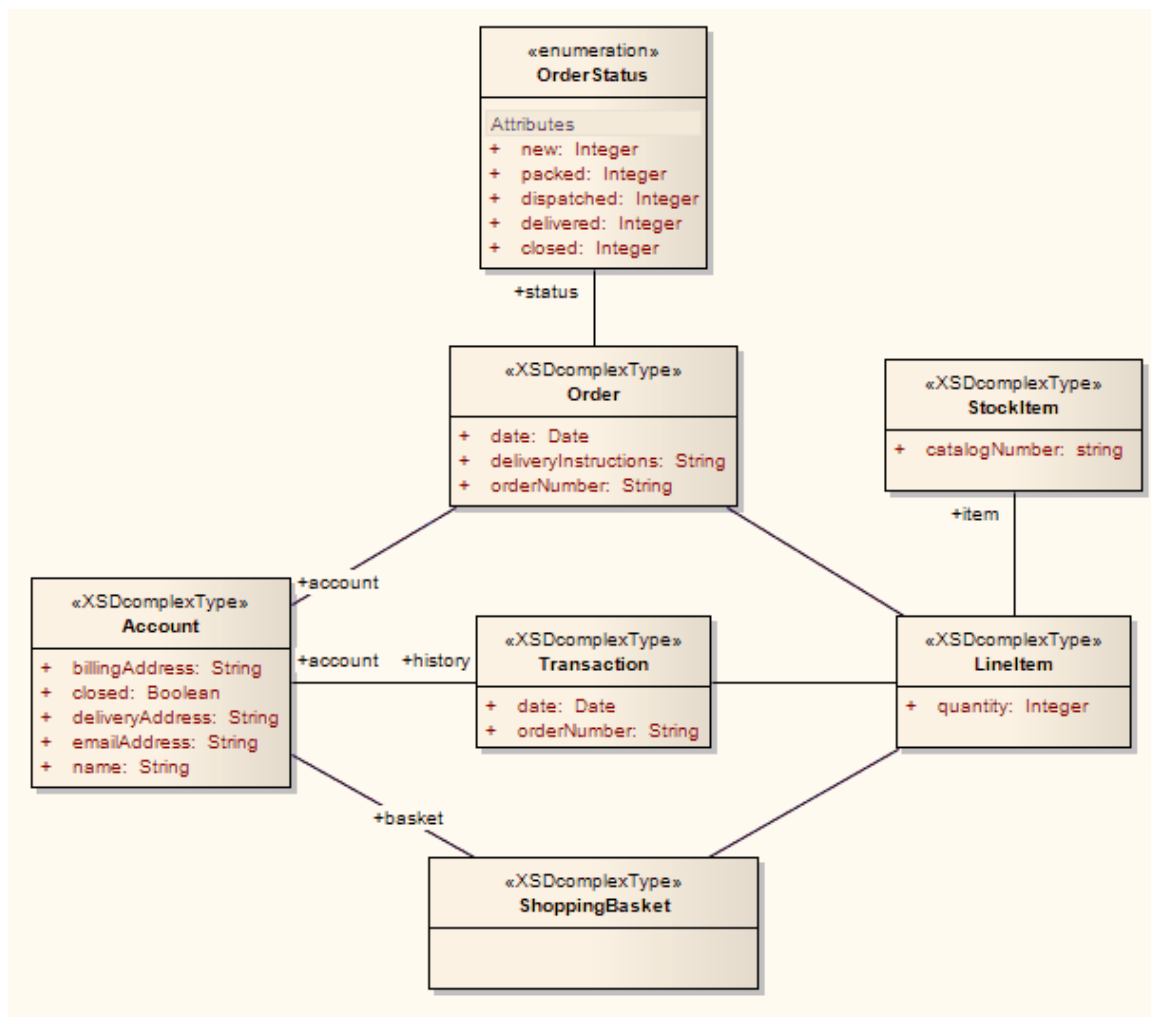 «enumeration»
OrderStatus
Attributes
+ new: Integer
+ packed: Integer
+ dispatched: Integer
+ delivered: Integer
+ closed: Integer
+status
«XSDcomplexType»
Order
+ date: Date
+ deliveryInstructions: String
+ orderNumber: String
«XSDcomplexType»
StockItem
+ catalogNumber: string
+item
+account
«XSDcomplexType»
Account
+ billingAddress: String
+ closed: Boolean
+ deliveryAddress: String
+ emailAddress: String
+ name: String
+account
+history
«XSDcomplexType»
Transaction
+ date: Date
+ orderNumber: String
«XSDcomplexType»
LineItem
+ quantity: Integer
+basket
«XSDcomplexType»
ShoppingBasket